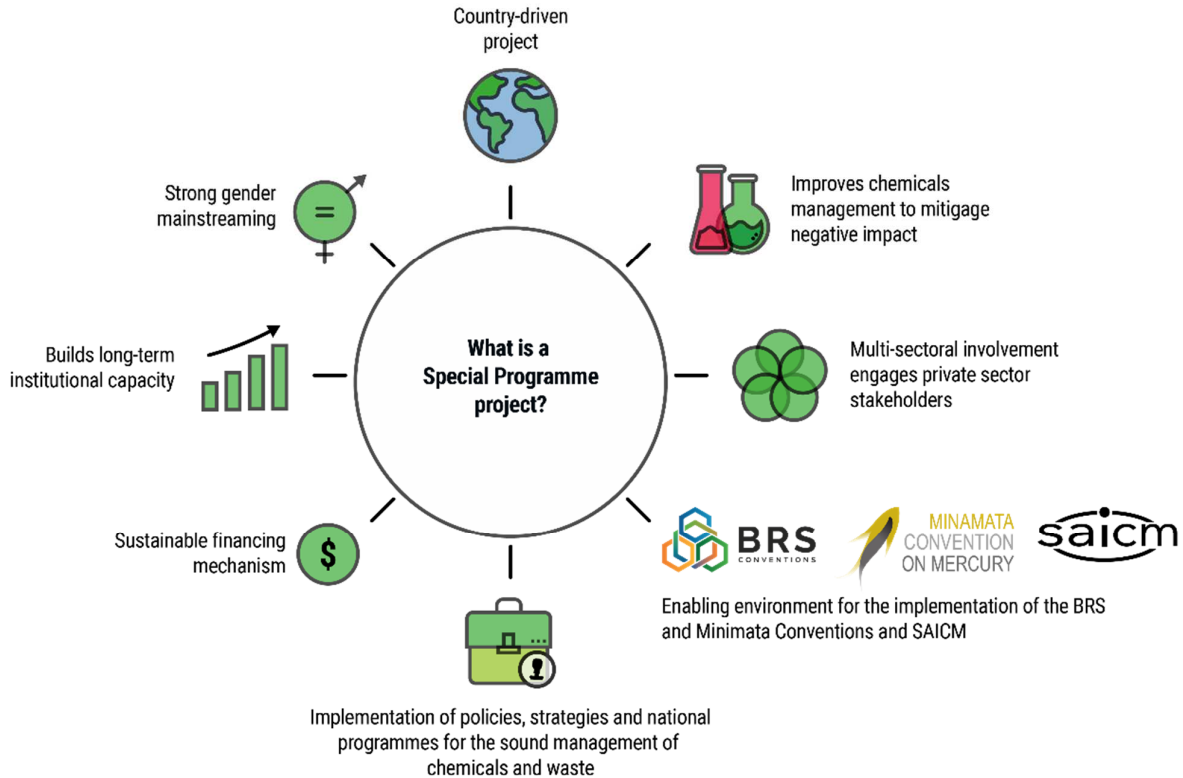 Country-driven
project
Improves chemicals
management to mitigage
negative impact
Multi-sectoral involvement
engages private sector
stakeholders
BRS
CONVENTIONS
MINAMATA
CONVENTION
ON MERCURY
saicm
Enabling environment for the implementation of the BRS
and Minimata Conventions and SAICM
Implementation of policies, strategies and national
programmes for the sound management of
chemicals and waste
$
Sustainable financing
mechanism
Builds long-term
institutional capacity
=
Strong gender
mainstreaming
What is a
Special Programme
project?